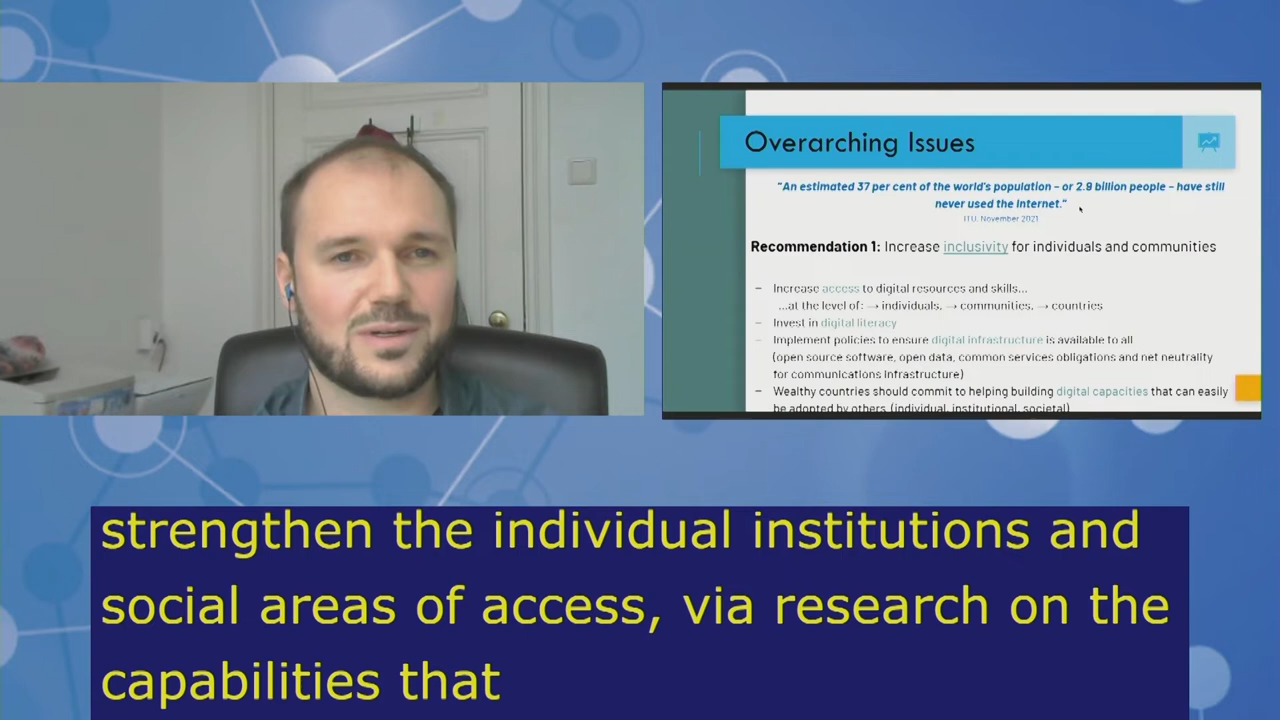 Overarching Issues
"An estimated 37 per cent of the world's population – or 2.9 billion people – have still
never used the Internet."
ITU, November 2021
Recommendation 1: Increase inclusivity for individuals and communities
– Increase access to digital resources and skills...
...at the level of: → individuals, → communities, → countries
– Invest in digital literacy
– Implement policies to ensure digital infrastructure is available to all
(open source software, open data, common services obligations and net neutrality
for communications infrastructure)
– Wealthy countries should commit to helping building digital capacities that can easily
be adopted by others (individual, institutional, societal)
strengthen the individual institutions and
social areas of access, via research on the
capabilities that